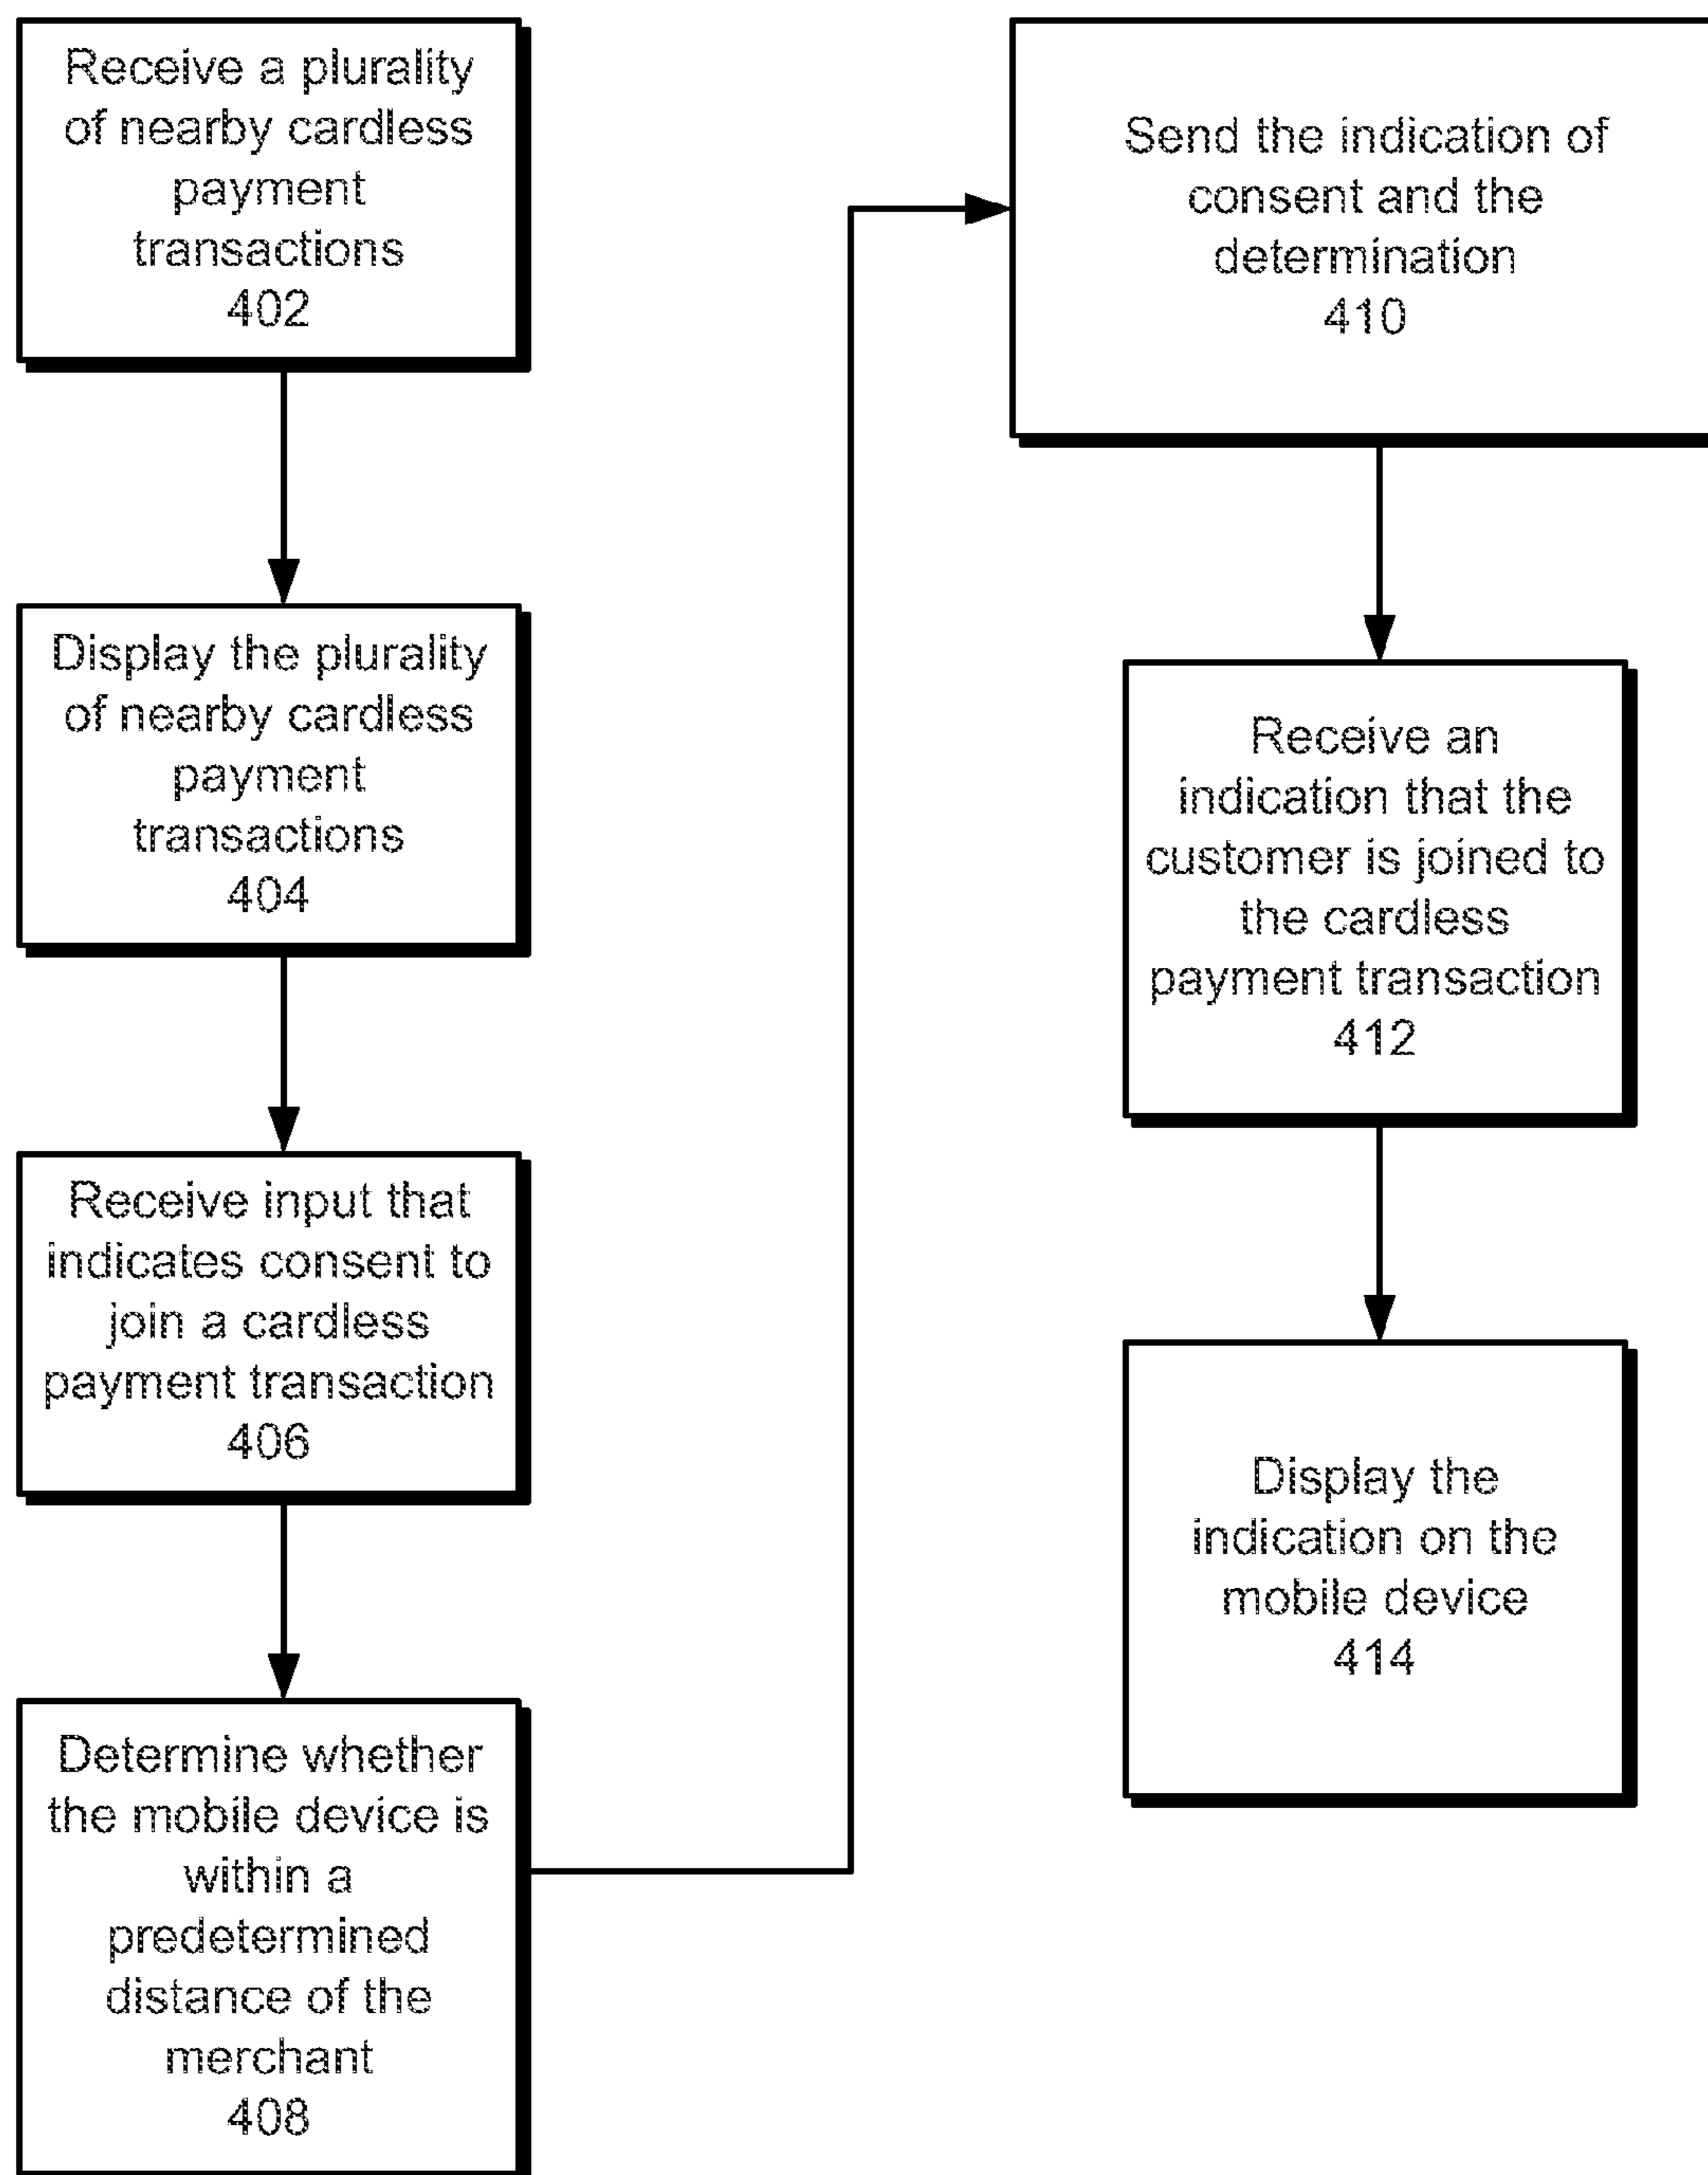 Receive a plurality
of nearby cardless
payment
transactions
402
Display the plurality
of nearby cardless
payment
transactions
404
Receive input that
indicates consent to
join a cardless
payment transaction
406
Determine whether
the mobile device is
within a
predetermined
distance of the
merchant
408
Send the indication of
consent and the
determination
410
Receive an
indication that the
customer is joined to
the cardless
payment transaction
412
Display the
indication on the
mobile device
414